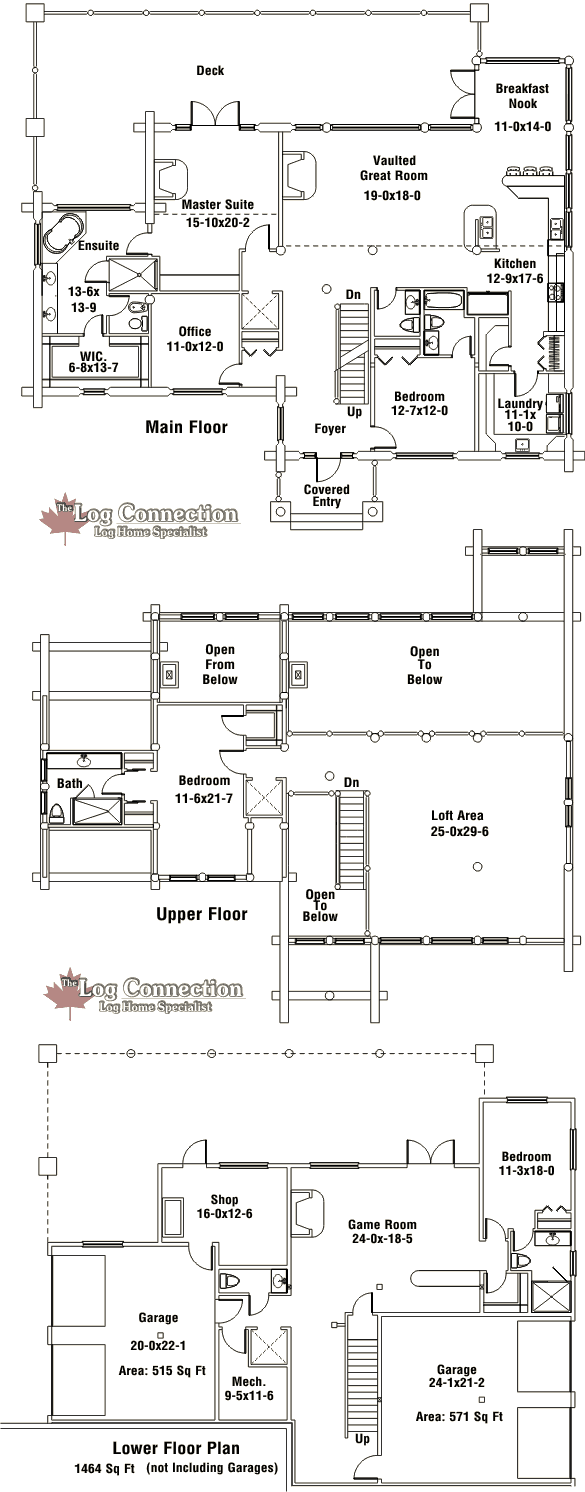 Deck
Breakfast
Nook
11-0x14-0
Vaulted
Great Room
19-0x18-0
Master Suite
15-10x20-2
Ensuite
13-6x
13-9
Kitchen
12-9x17-6
Dn
Office
11-0x12-0
WIC.
6-8x13-7
Bedroom
12-7x12-0
Laundry
11-1x
10-0
Up
Foyer
Main Floor
Covered
Entry
The Log Connection
Log Home Specialist
Open
From
Below
Open
To
Below
Bath
Bedroom
11-6x21-7
Dn
Loft Area
25-0x29-6
Open
To
Below
Upper Floor
The Log Connection
Log Home Specialist
Bedroom
11-3x18-0
Shop
16-0x12-6
Game Room
24-0x-18-5
Garage
20-0x22-1
Area: 515 Sq Ft
Mech.
9-5x11-6
Garage
24-1x21-2
Area: 571 Sq Ft
Up
Lower Floor Plan
1464 Sq Ft (not Including Garages)